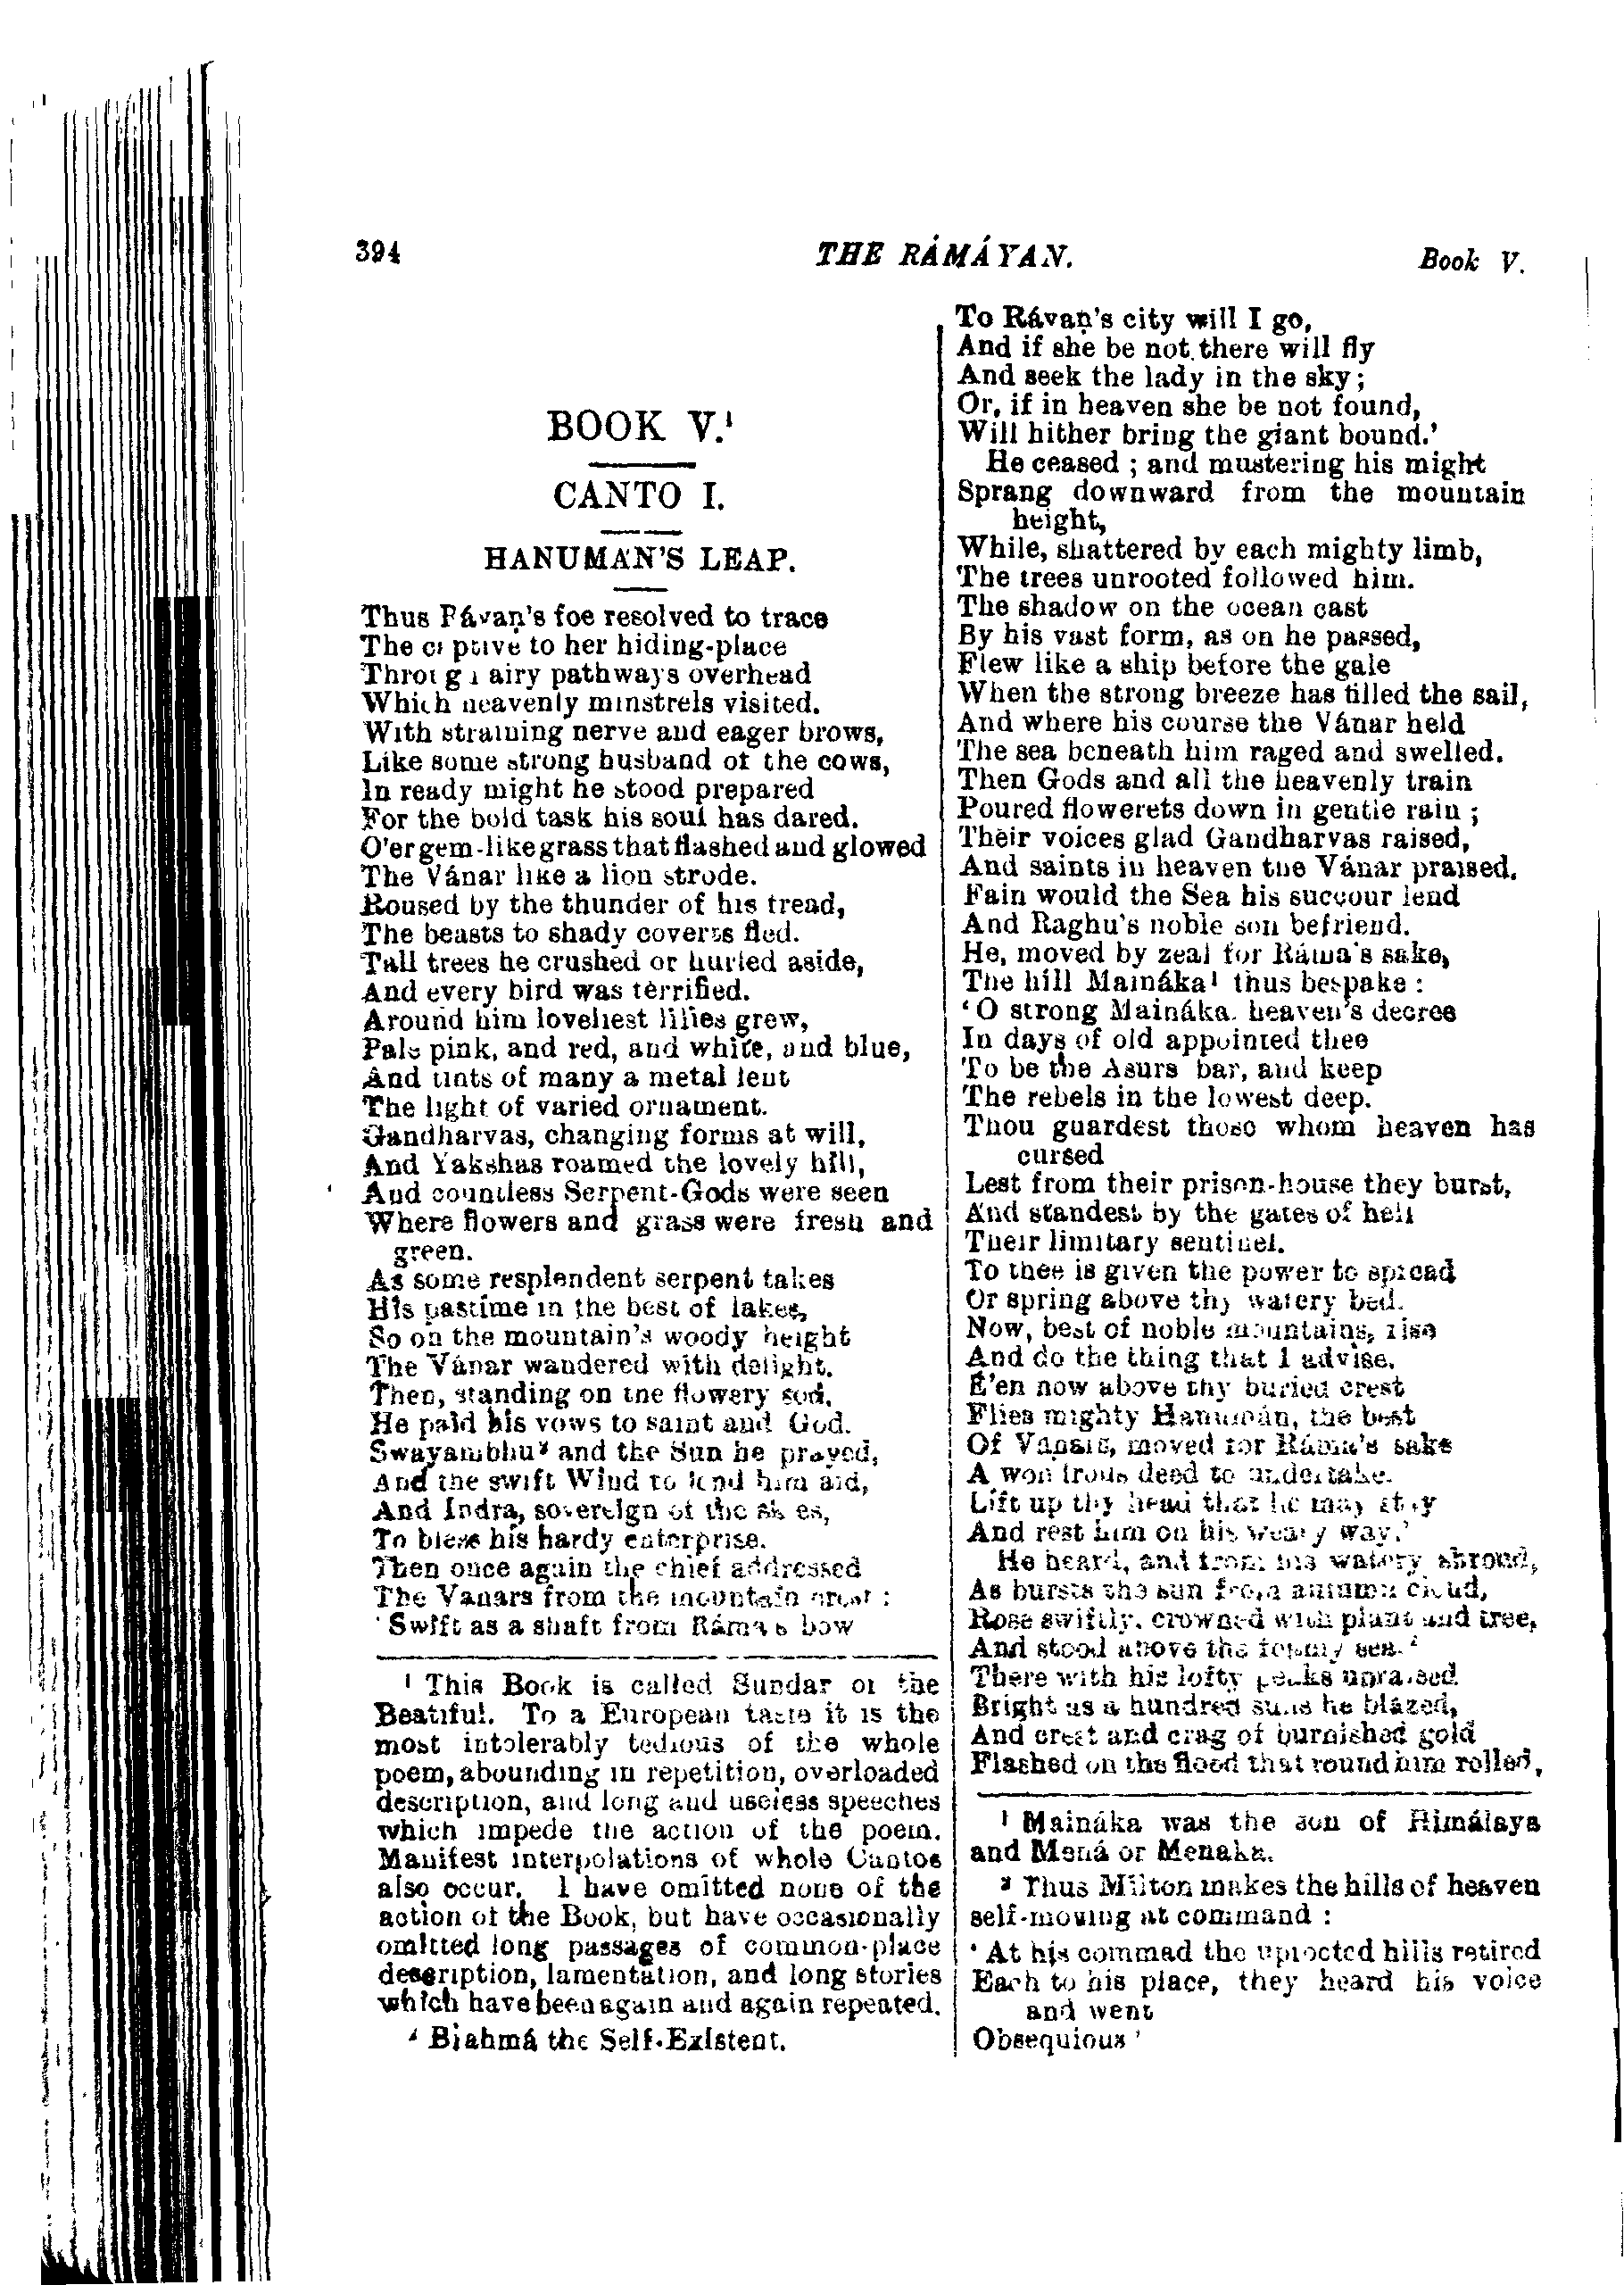 394
THE RÁMÁYAN.
Book V.
BOOK V.¹
CANTO I.
HANUMÁN'S LEAP.
Thus Rávaṇ's foe resolved to trace
The captive to her hiding-place
Through airy pathways overhead
Which heavenly minstrels visited.
With straining nerve and eager brows,
Like some strong husband of the cows,
In ready might he stood prepared
For the bold task his soul has dared.
O'er gem-like grass that flashed and glowed
The Vánar like a lion strode.
Roused by the thunder of his tread,
The beasts to shady coverts fled.
Tall trees he crushed or hurled aside,
And every bird was terrified.
Around him loveliest lilies grew,
Pale pink, and red, and white, and blue,
And tints of many a metal lent
The light of varied ornament.
Gandharvas, changing forms at will,
And Yakshas roamed the lovely hill,
And countless Serpent-Gods were seen
Where flowers and grass were fresh and
green.
As some resplendent serpent takes
His pastime in the best of lakes,
So on the mountain's woody height
The Vánar wandered with delight.
Then, standing on the flowery sod,
He paid his vows to saint and God.
Swayambhu² and the Sun he prayed,
And the swift Wind to lend him aid,
And Indra, sovereign of the skies,
To bless his hardy enterprise.
Then once again the chief addressed
The Vánars from the mountain crest:
'Swift as a shaft from Ráma's bow
¹ This Book is called Sundar or the
Beatiful. To a European taste it is the
most intolerably tedious of the whole
poem, abounding in repetition, overloaded
description, and long and useless speeches
which impede the action of the poem.
Manifest interpolations of whole Cantos
also occur. I have omitted none of the
action of the Book, but have occasionally
omitted long passages of common-place
description, lamentation, and long stories
which have been again and again repeated.
² Brahmá the Self-Existent.
To Rávaṇ's city will I go,
And if she be not there will fly
And seek the lady in the sky;
Or, if in heaven she be not found,
Will hither bring the giant bound.'
He ceased; and mustering his might
Sprang downward from the mountain
height,
While, shattered by each mighty limb,
The trees unrooted followed him.
The shadow on the ocean cast
By his vast form, as on he passed,
Flew like a ship before the gale
When the strong breeze has filled the sail,
And where his course the Vánar held
The sea beneath him raged and swelled.
Then Gods and all the heavenly train
Poured flowerets down in gentle rain;
Their voices glad Gandharvas raised,
And saints in heaven the Vánar praised.
Fain would the Sea his succour lend
And Raghu's noble son befriend.
He, moved by zeal for Ráma's sake,
The hill Maináka¹ thus bespake:
'O strong Maináka, heaven's decree
In days of old appointed thee
To be the Asurs bar, and keep
The rebels in the lowest deep.
Thou guardest those whom heaven has
cursed
Lest from their prison-house they burst,
And standest by the gates of hell
Their limitary sentinel.
To thee is given the power to spread
Or spring above thy watery bed.
Now, best of noble mountains, rise
And do the thing that I advise.
E'en now above thy buried crest
Flies mighty Hanumán, the best
Of Vánars, moved for Ráma's sake
A wondrous deed to undertake.
Lift up thy head that he may stay
And rest him on his weary way.'
He heard, and from his watery shroud,
As bursts the sun from autumn cloud,
Rose swiftly, crowned with plant and tree,
And stood above the foamy sea.²
There with his lofty peaks upraised
Bright as a hundred suns he blazed,
And crest and crag of burnished gold
Flashed on the flood that round him rolled,
¹ Maináka was the son of Himálaya
and Mená or Menaka.
² Thus Milton makes the hills of heaven
self-moving at command:
'At his commad the uprooted hills retired
Each to his place, they heard his voice
and went
Obsequious'